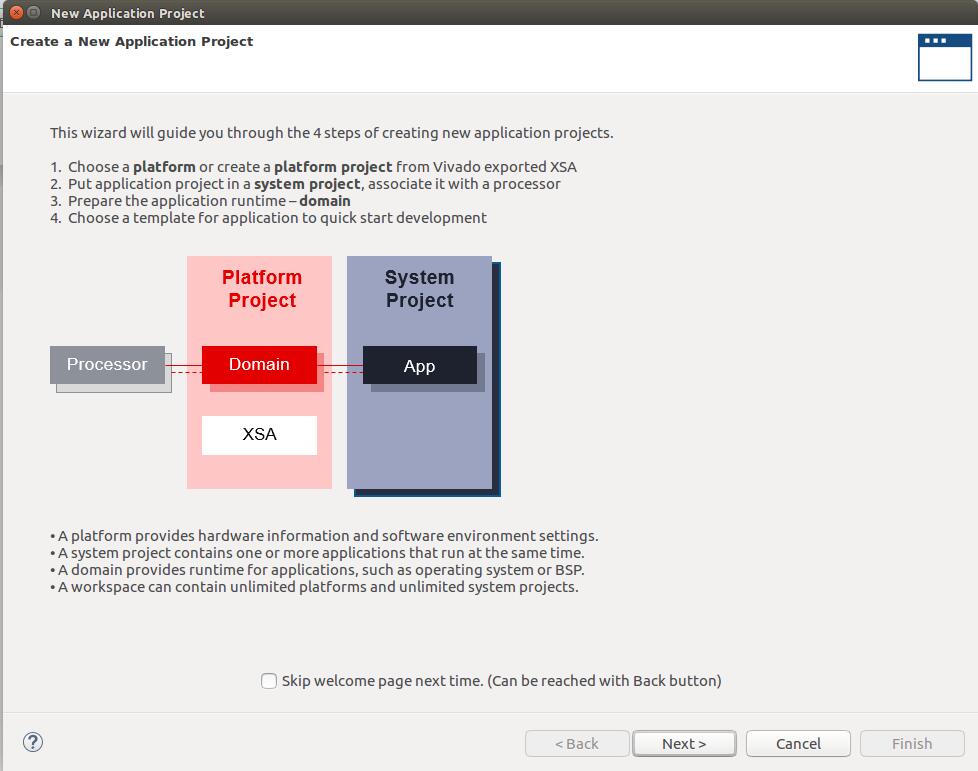 New Application Project
Create a New Application Project
This wizard will guide you through the 4 steps of creating new application projects.
1. Choose a platform or create a platform project from Vivado exported XSA
2. Put application project in a system project, associate it with a processor
3. Prepare the application runtime – domain
4. Choose a template for application to quick start development
Platform
Project
System
Project
Processor
Domain
App
XSA
• A platform provides hardware information and software environment settings.
• A system project contains one or more applications that run at the same time.
• A domain provides runtime for applications, such as operating system or BSP.
• A workspace can contain unlimited platforms and unlimited system projects.
Skip welcome page next time. (Can be reached with Back button)
?
< Back
Next >
Cancel
Finish